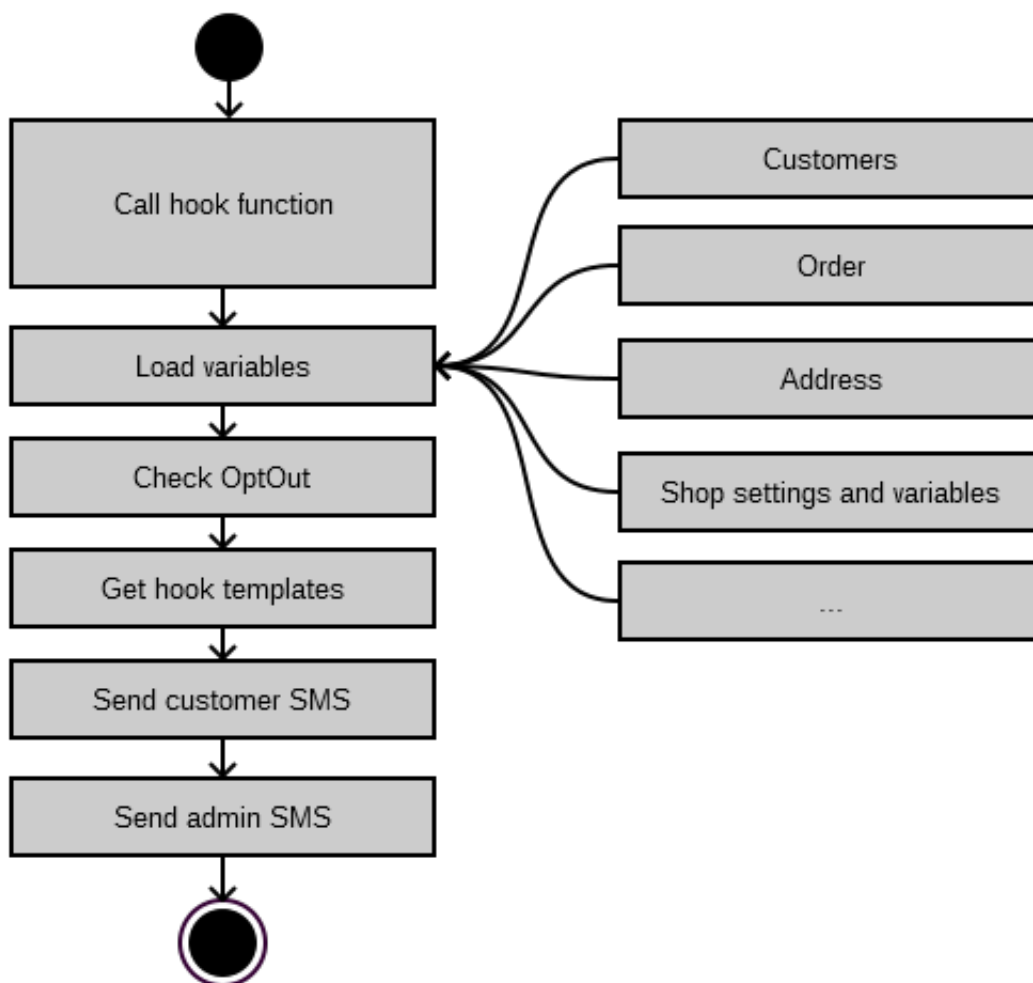 Call hook function
Load variables
Check OptOut
Get hook templates
Send customer SMS
Send admin SMS
Customers
Order
Address
Shop settings and variables
...